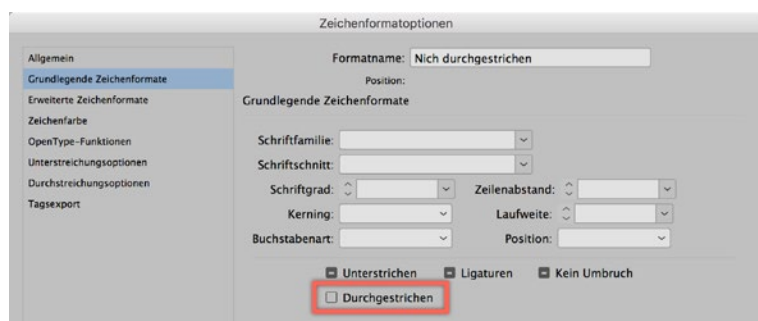 Zeichenformatoptionen
Allgemein
Grundlegende Zeichenformate
Erweiterte Zeichenformate
Zeichenfarbe
OpenType-Funktionen
Unterstreichungsoptionen
Durchstreichungsoptionen
Tagsexport
Formatname: Nich durchgestrichen
Position:
Grundlegende Zeichenformate
Schriftfamilie:
Schriftschnitt:
Schriftgrad: Zeilenabstand:
Kerning: Laufweite:
Buchstabenart: Position:
Unterstrichen Ligaturen Kein Umbruch
Durchgestrichen